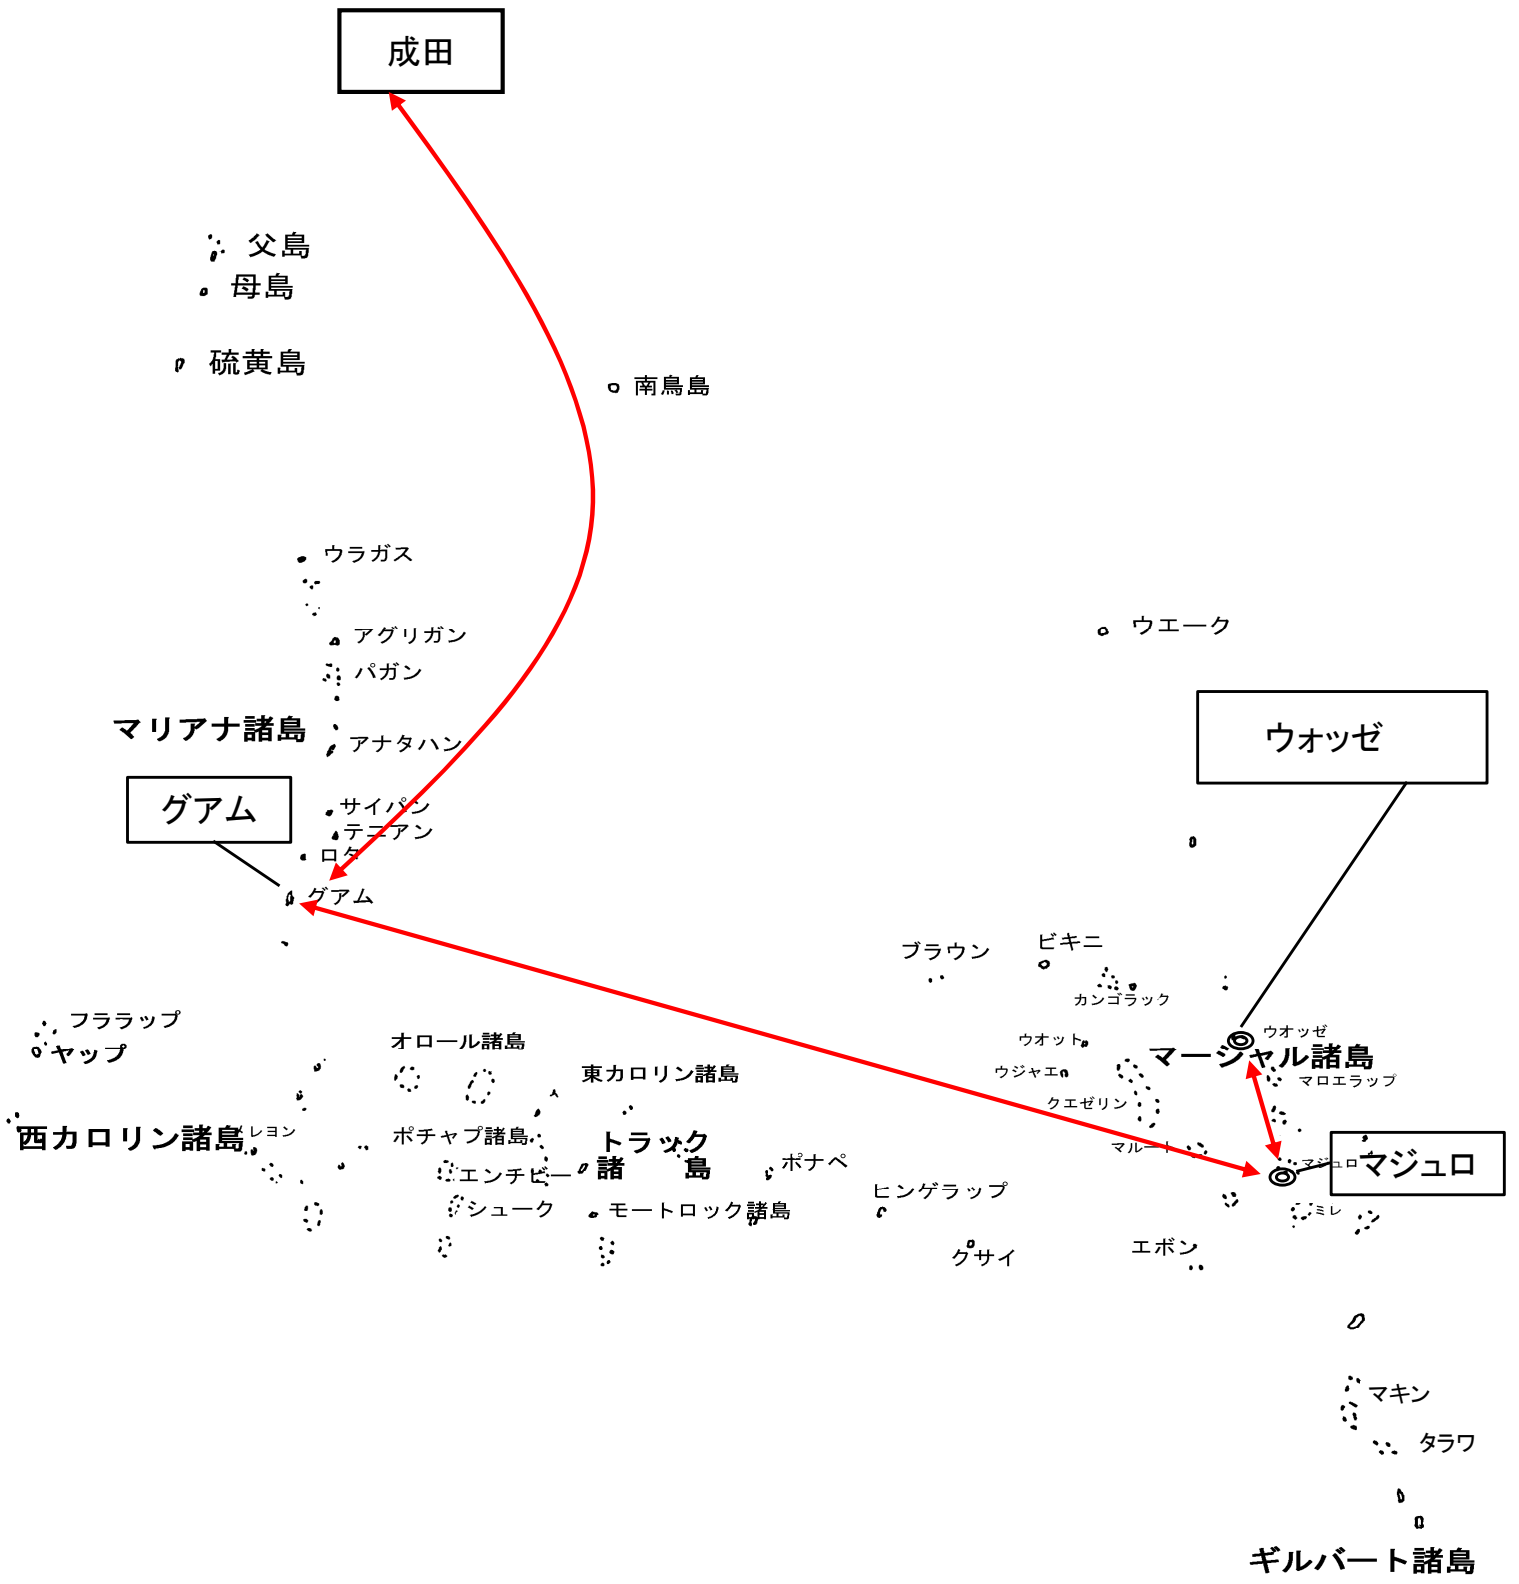 成田
父島
母島
硫黄島
南鳥島
ウラガス
アグリガン
パガン
ウエーク
マリアナ諸島
アナタハン
ウォッゼ
グアム
サイパン
テニアン
ロタ
グアム
ブラウン
ビキニ
カンゴラック
フララップ
ヤップ
オロール諸島
ウオット
ウオッゼ
マーシャル諸島
東カロリン諸島
ウジャエ
マロエラップ
クエゼリン
西カロリン諸島
メレヨン
ポチャプ諸島
トラック
諸島
マルート
エンチビー
ポナペ
マジュロ
マジュロ
シューク
モートロック諸島
ヒンゲラップ
ミレ
クサイ
エボン
マキン
タラワ
ギルバート諸島